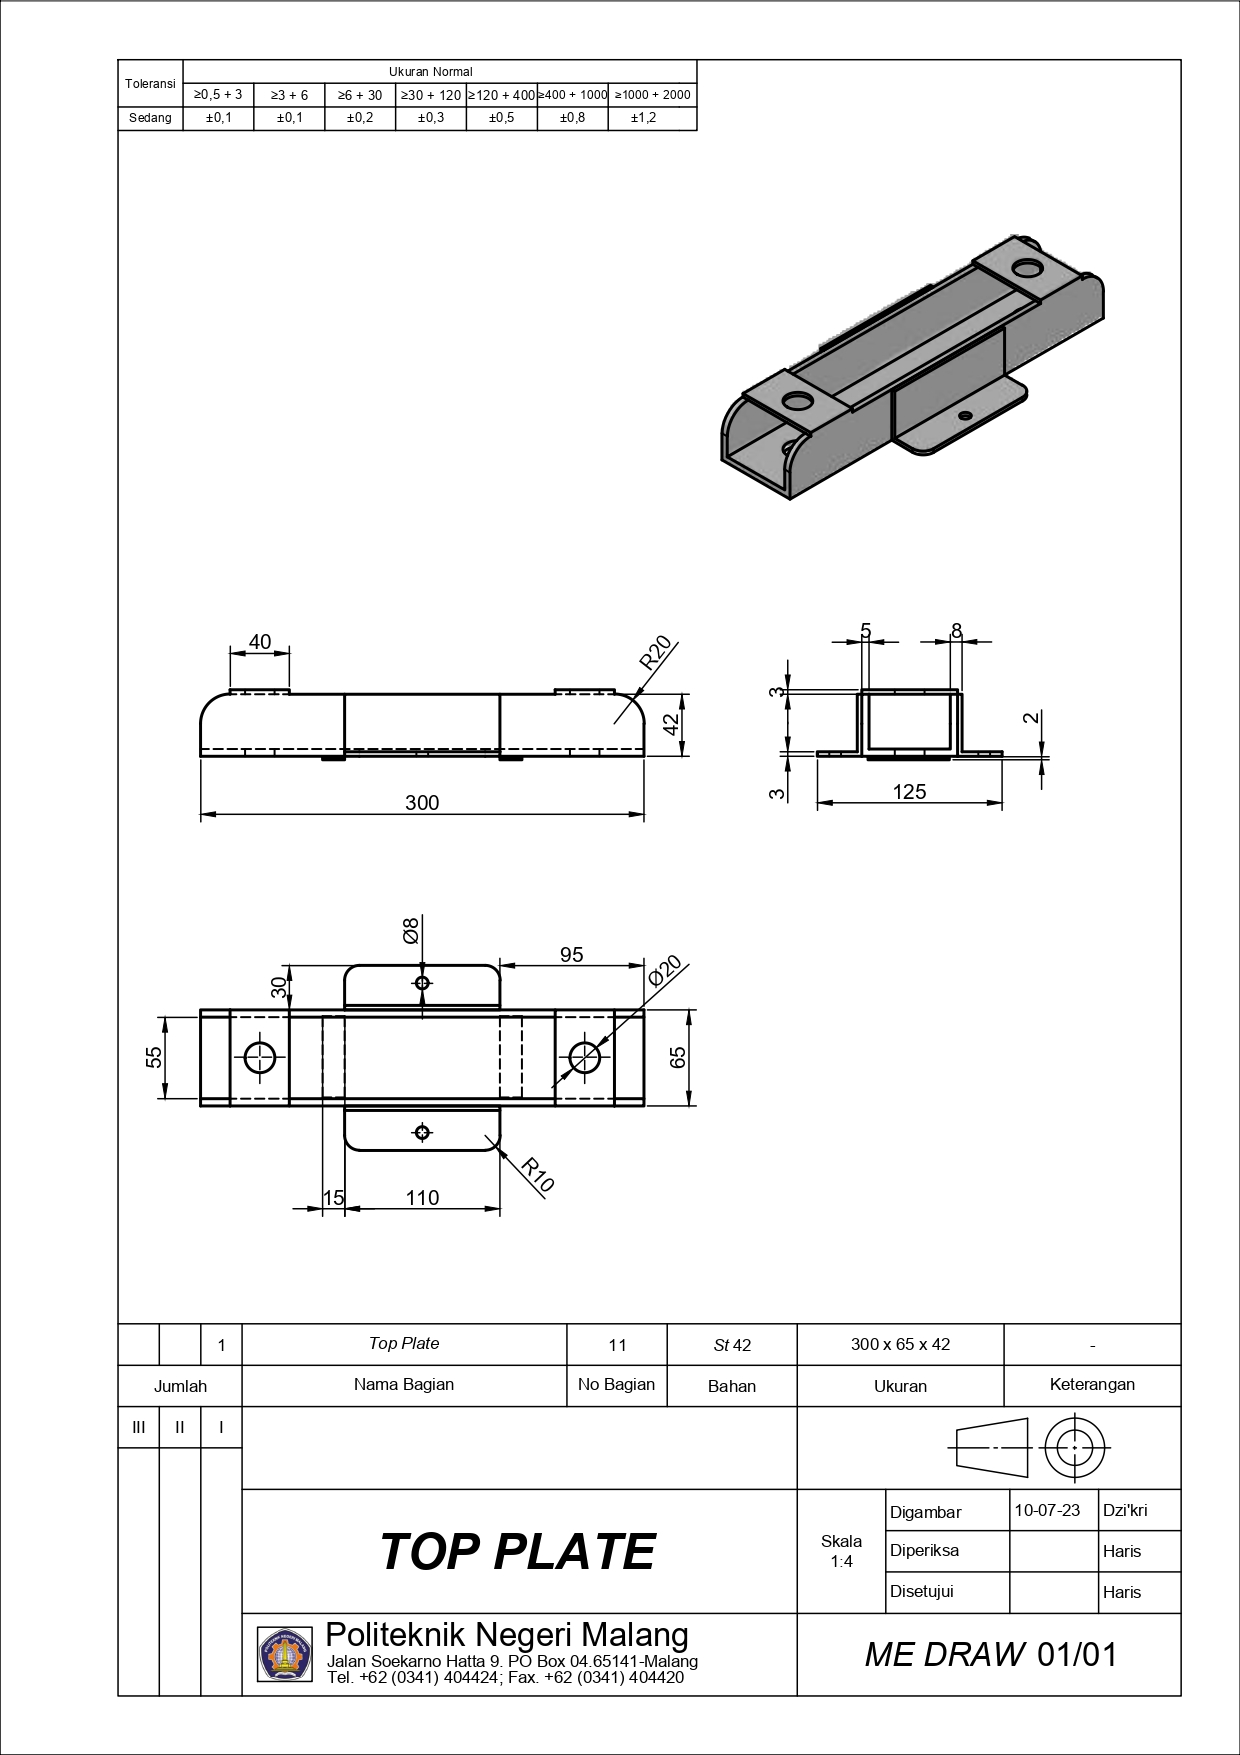 Toleransi
Ukuran Normal
≥0,5 + 3 ≥3 + 6 ≥6 + 30 ≥30 + 120 ≥120 + 400 ≥400 + 1000 ≥1000 + 2000
Sedang ±0,1 ±0,1 ±0,2 ±0,3 ±0,5 ±0,8 ±1,2
40
R20
42
300
5
8
3
2
3
125
Ø8
95
Ø20
30
55
65
R10
15
110
1 Top Plate 11 St 42 300 x 65 x 42 -
Jumlah Nama Bagian No Bagian Bahan Ukuran Keterangan
III II I
TOP PLATE
Skala
1:4
Digambar 10-07-23 Dzi'kri
Diperiksa Haris
Disetujui Haris
Politeknik Negeri Malang
Jalan Soekarno Hatta 9. PO Box 04.65141-Malang
Tel. +62 (0341) 404424; Fax. +62 (0341) 404420
ME DRAW 01/01